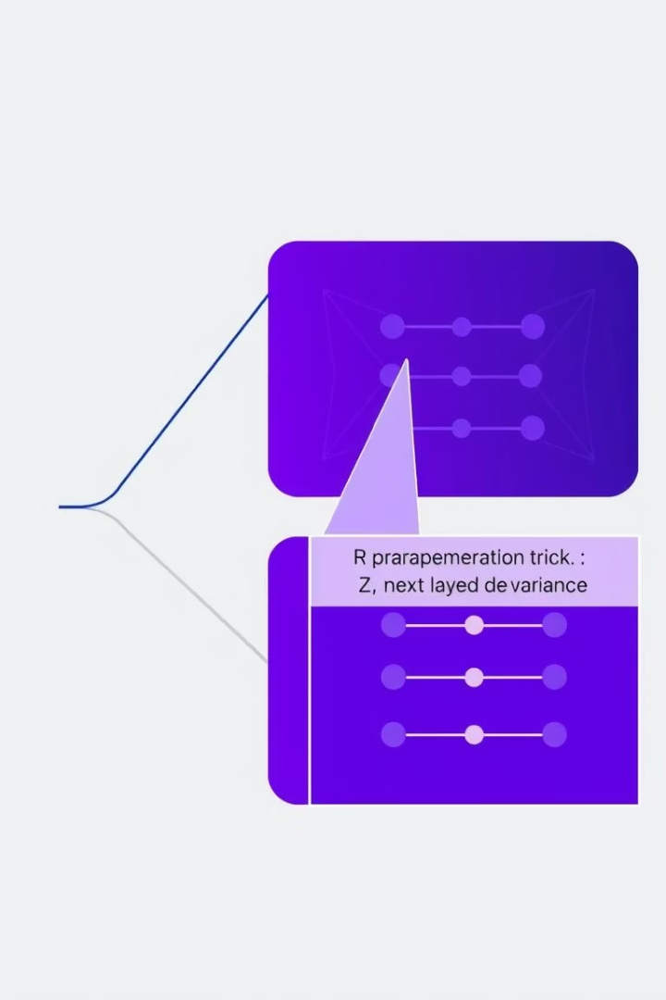 R prarapemeration trick. :
Z, next layed de variance